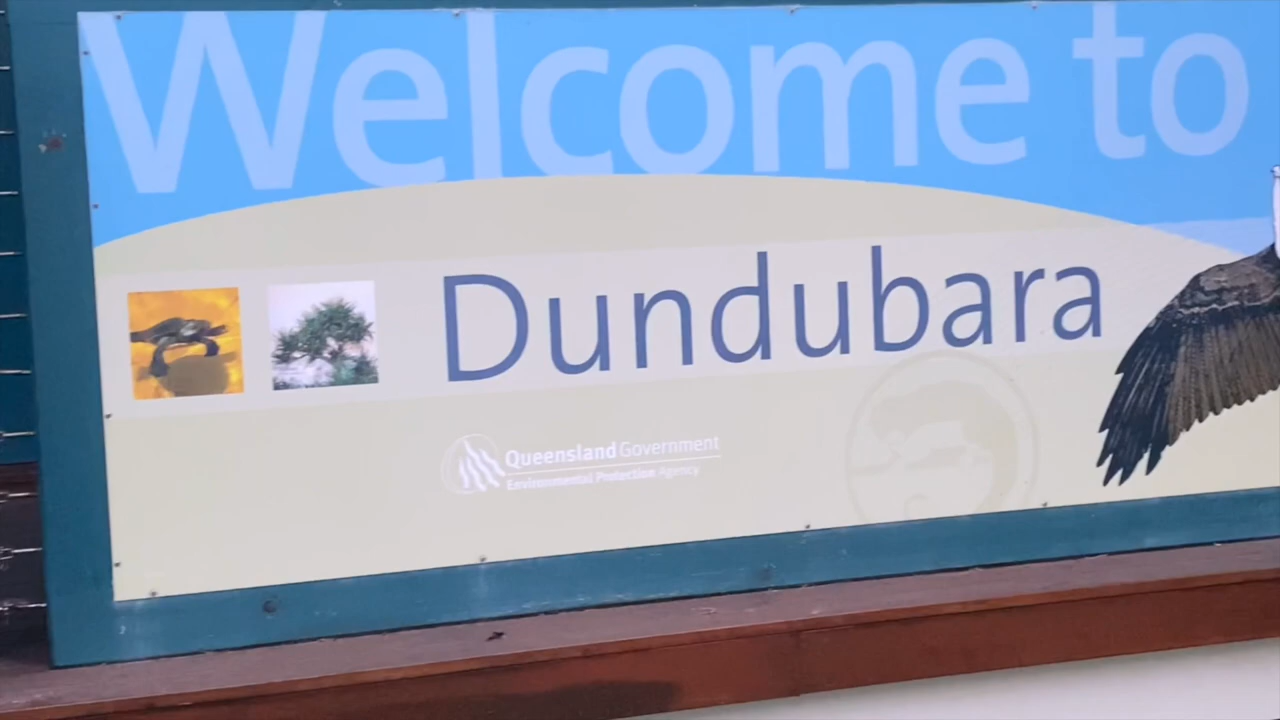 Welcome to
Dundubara
Queensland Government
Environmental Protection Agency